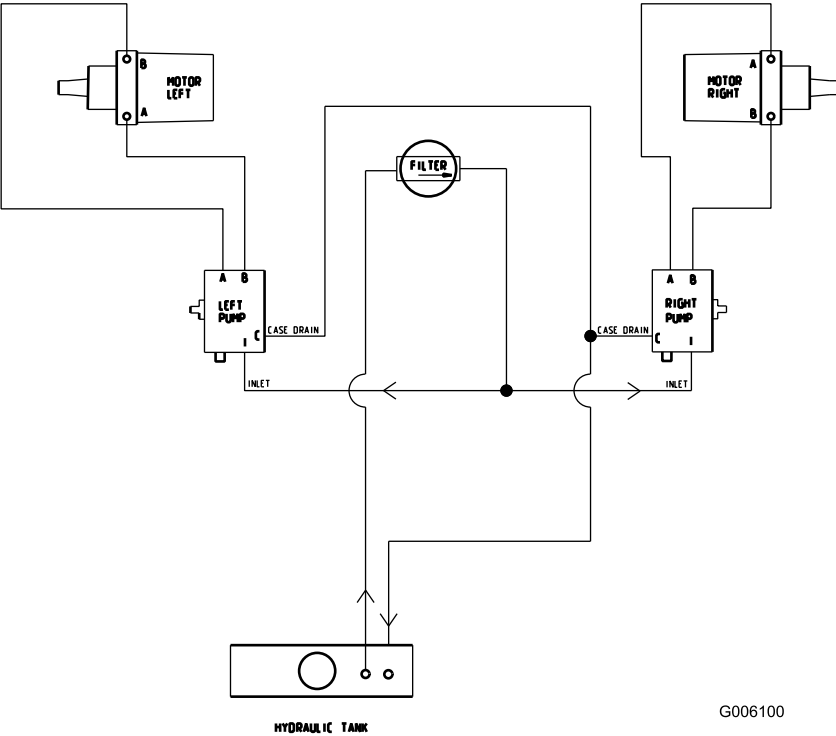 B
MOTOR
LEFT
A
A
MOTOR
RIGHT
B
FILTER
A B
LEFT
PUMP
C
I
CASE DRAIN
INLET
A B
RIGHT
PUMP
C
I
CASE DRAIN
INLET
HYDRAULIC TANK
G006100